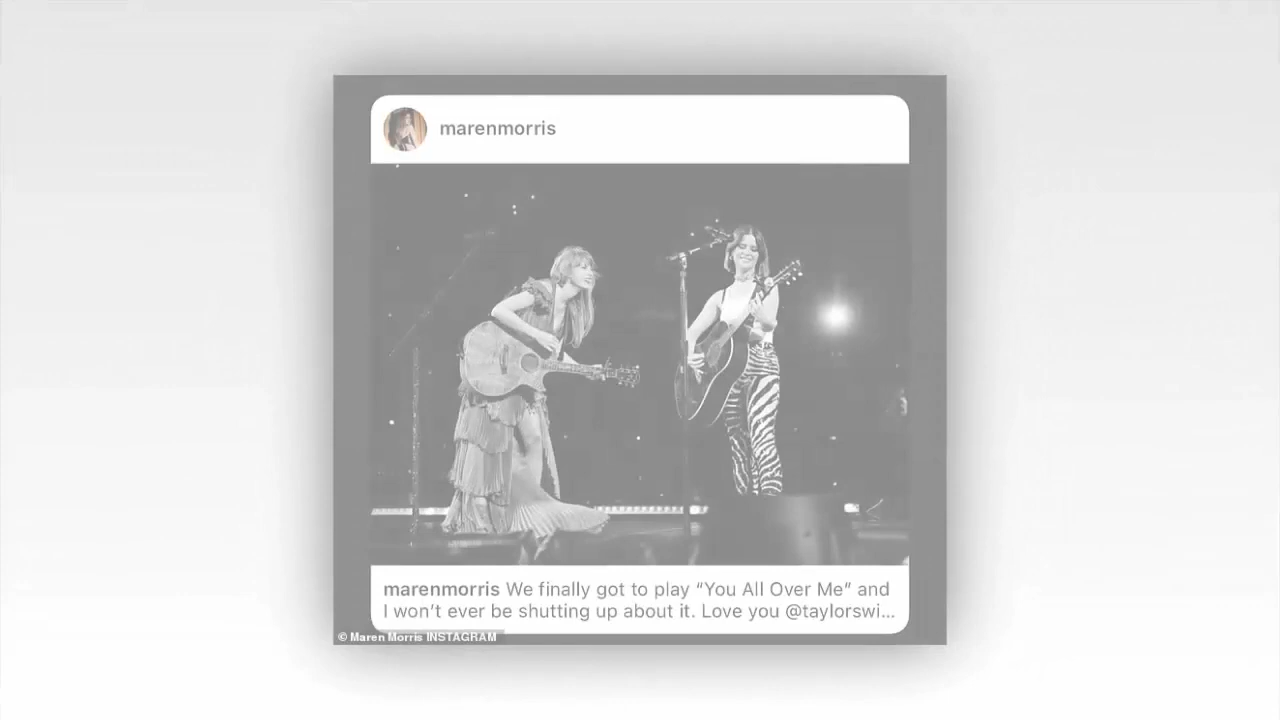 marenmorris
marenmorris We finally got to play “You All Over Me” and
I won’t ever be shutting up about it. Love you @taylorswi...
© Maren Morris INSTAGRAM